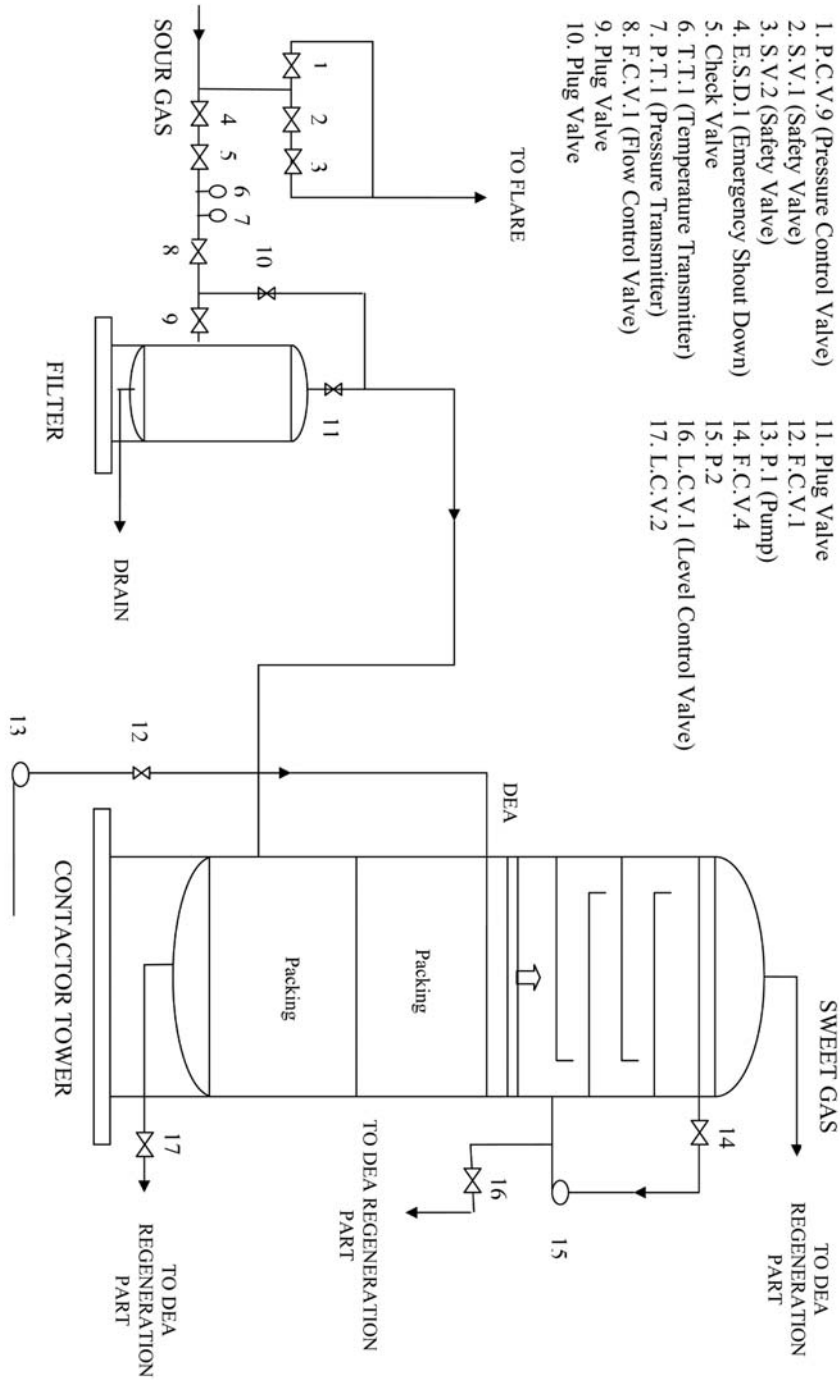 1. P.C.V.9 (Pressure Control Valve)
2. S.V.1 (Safety Valve)
3. S.V.2 (Safety Valve)
4. E.S.D.1 (Emergency Shout Down)
5. Check Valve
6. T.T.1 (Temperature Transmitter)
7. P.T.1 (Pressure Transmitter)
8. F.C.V.1 (Flow Control Valve)
9. Plug Valve
10. Plug Valve
11. Plug Valve
12. F.C.V.1
13. P.1 (Pump)
14. F.C.V.4
15. P.2
16. L.C.V.1 (Level Control Valve)
17. L.C.V.2
TO FLARE
1
2
3
SOUR GAS
4
5
6
7
8
9
10
11
FILTER
DRAIN
13
12
DEA
Packing
Packing
CONTACTOR TOWER
SWEET GAS
TO DEA
REGENERATION
PART
14
15
16
TO DEA REGENERATION
PART
17
TO DEA
REGENERATION
PART